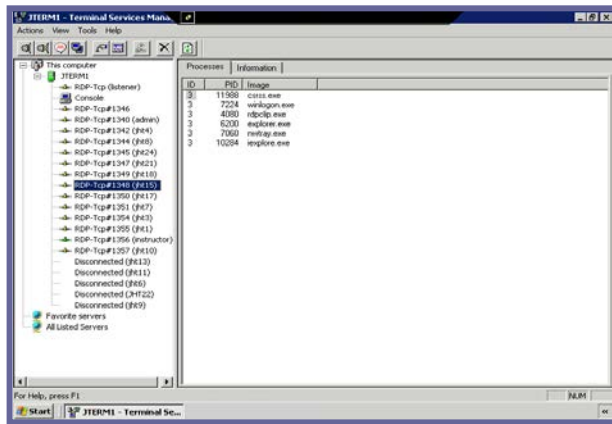 JTERM1 - Terminal Services Mana
Actions View Tools Help
This computer
JTERM1
RDP-Tcp (listener)
Console
RDP-Tcp#1346
RDP-Tcp#1340 (admin)
RDP-Tcp#1342 (jht4)
RDP-Tcp#1344 (jht8)
RDP-Tcp#1345 (jht24)
RDP-Tcp#1347 (jht21)
RDP-Tcp#1349 (jht18)
RDP-Tcp#1348 (jht15)
RDP-Tcp#1350 (jht17)
RDP-Tcp#1351 (jht7)
RDP-Tcp#1354 (jht3)
RDP-Tcp#1355 (jht1)
RDP-Tcp#1356 (instructor)
RDP-Tcp#1357 (jht10)
Disconnected (jht13)
Disconnected (jht11)
Disconnected (jht6)
Disconnected (JHT22)
Disconnected (jht9)
Favorite servers
All Listed Servers
Processes Information
ID PID Image
3 11988 csrss.exe
3 7224 winlogon.exe
3 4080 rdpclip.exe
3 6200 explorer.exe
3 7060 nwtray.exe
3 10284 iexplore.exe
For Help, press F1 NUM
Start JTERM1 - Terminal Se...